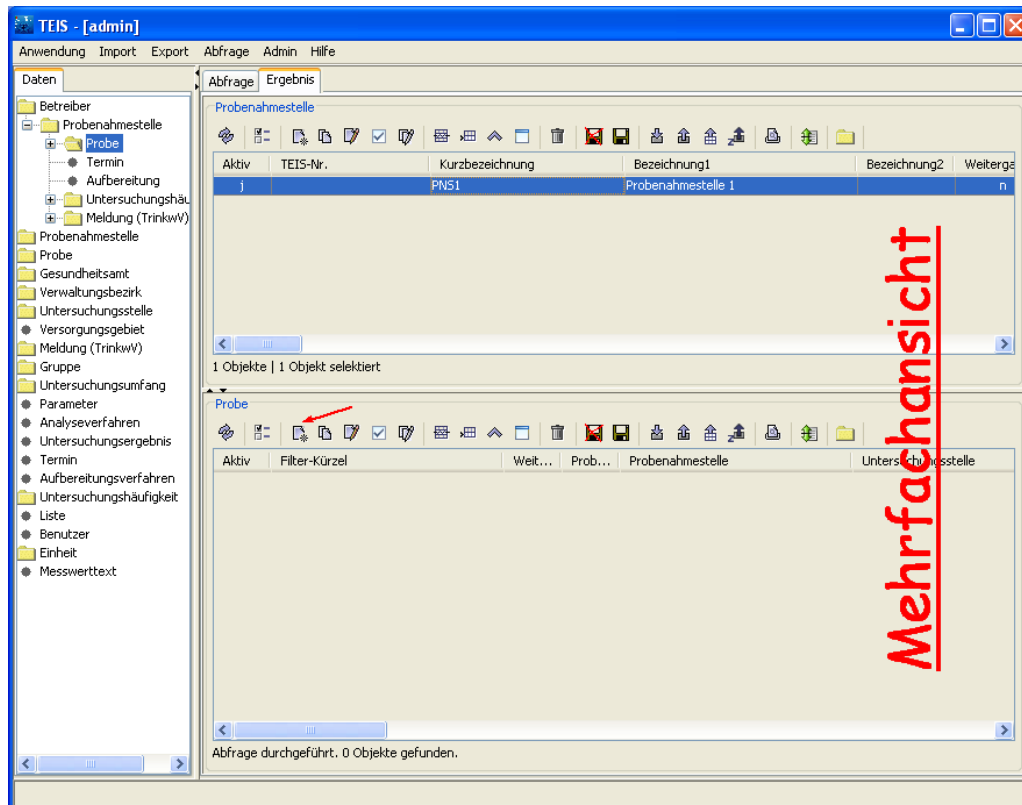 TEIS - [admin]
Anwendung Import Export Abfrage Admin Hilfe
Daten
Betreiber
Probenahmestelle
Probe
Termin
Aufbereitung
Untersuchungshäu
Meldung (TrinkwV)
Probenahmestelle
Probe
Gesundheitsamt
Verwaltungsbezirk
Untersuchungsstelle
Versorgungsgebiet
Meldung (TrinkwV)
Gruppe
Untersuchungsumfang
Parameter
Analyseverfahren
Untersuchungsergebnis
Termin
Aufbereitungsverfahren
Untersuchungshäufigkeit
Liste
Benutzer
Einheit
Messwerttext
Abfrage Ergebnis
Probenahmestelle
Aktiv TEIS-Nr. Kurzbezeichnung Bezeichnung1 Bezeichnung2 Weiterga
j PNS1 Probenahmestelle 1 n
1 Objekte | 1 Objekt selektiert
Probe
Aktiv Filter-Kürzel Weit... Prob... Probenahmestelle Untersuchungsstelle
Abfrage durchgeführt. 0 Objekte gefunden.
Mehrfachansicht